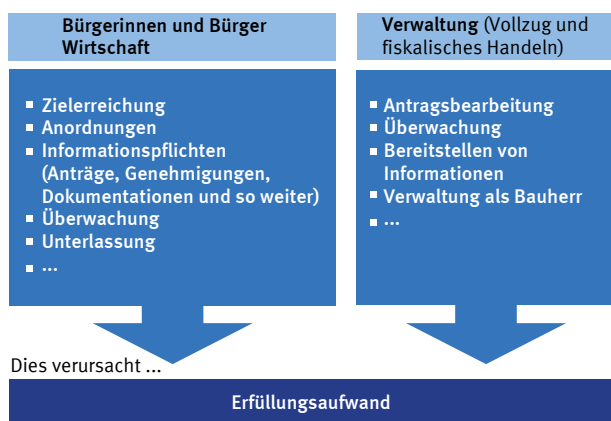 Bürgerinnen und Bürger
Wirtschaft
▪ Zielerreichung
▪ Anordnungen
▪ Informationspflichten
(Anträge, Genehmigungen,
Dokumentationen und so weiter)
▪ Überwachung
▪ Unterlassung
▪ ...
Verwaltung (Vollzug und
fiskalisches Handeln)
▪ Antragsbearbeitung
▪ Überwachung
▪ Bereitstellen von
Informationen
▪ Verwaltung als Bauherr
▪ ...
Dies verursacht ...
Erfüllungsaufwand